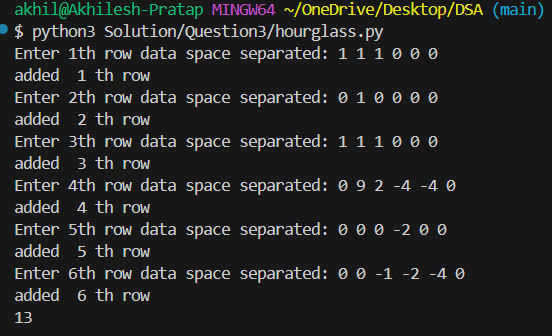 akhil@Akhilesh-Pratap MINGW64 ~/OneDrive/Desktop/DSA (main)
$ python3 Solution/Question3/hourglass.py
Enter 1th row data space separated: 1 1 1 0 0 0
added  1 th row
Enter 2th row data space separated: 0 1 0 0 0 0
added  2 th row
Enter 3th row data space separated: 1 1 1 0 0 0
added  3 th row
Enter 4th row data space separated: 0 9 2 -4 -4 0
added  4 th row
Enter 5th row data space separated: 0 0 0 -2 0 0
added  5 th row
Enter 6th row data space separated: 0 0 -1 -2 -4 0
added  6 th row
13